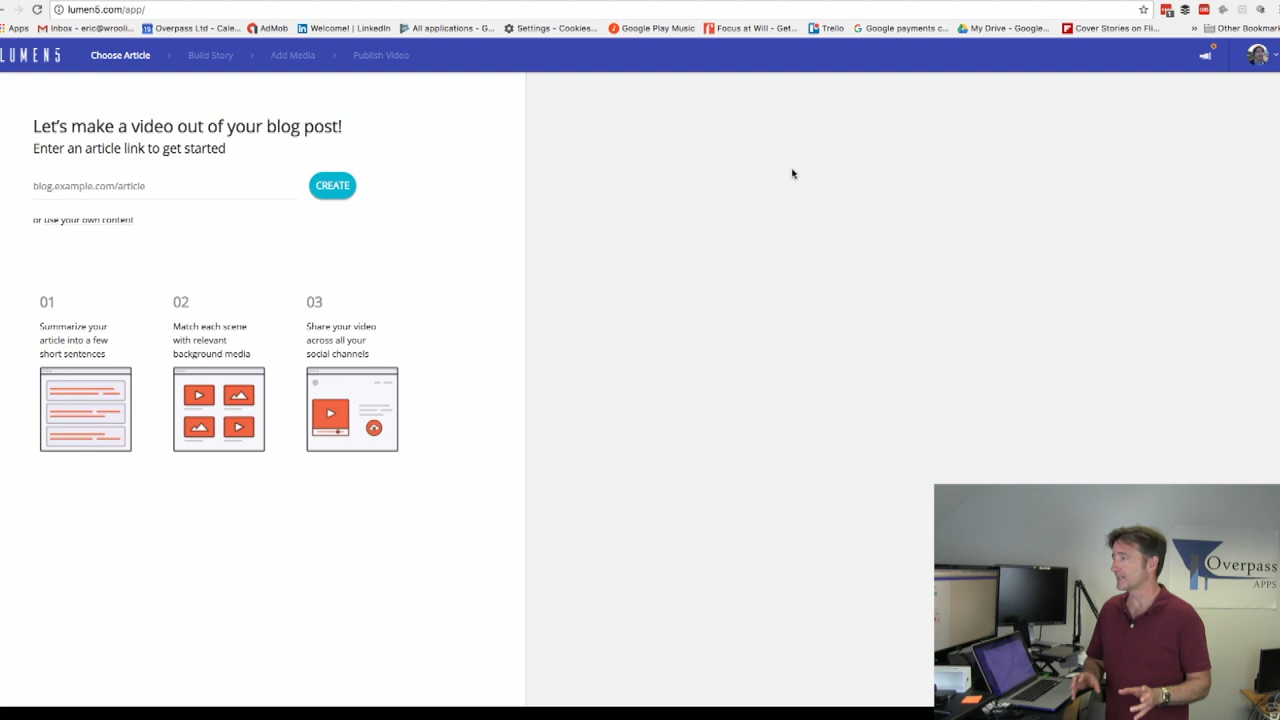 lumen5.com/app/
Apps Inbox - eric@wrooli... Overpass Ltd - Cale... AdMob Welcome! | LinkedIn All applications - G... Settings - Cookies... Google Play Music Focus at Will - Get... Trello Google payments c... My Drive - Google... Cover Stories on Fli... » Other Bookmark
LUMEN5 Choose Article › Build Story › Add Media › Publish Video
Let's make a video out of your blog post!
Enter an article link to get started
blog.example.com/article CREATE
or use your own content
01 02 03
Summarize your article into a few short sentences
Match each scene with relevant background media
Share your video across all your social channels
Overpass
APPS